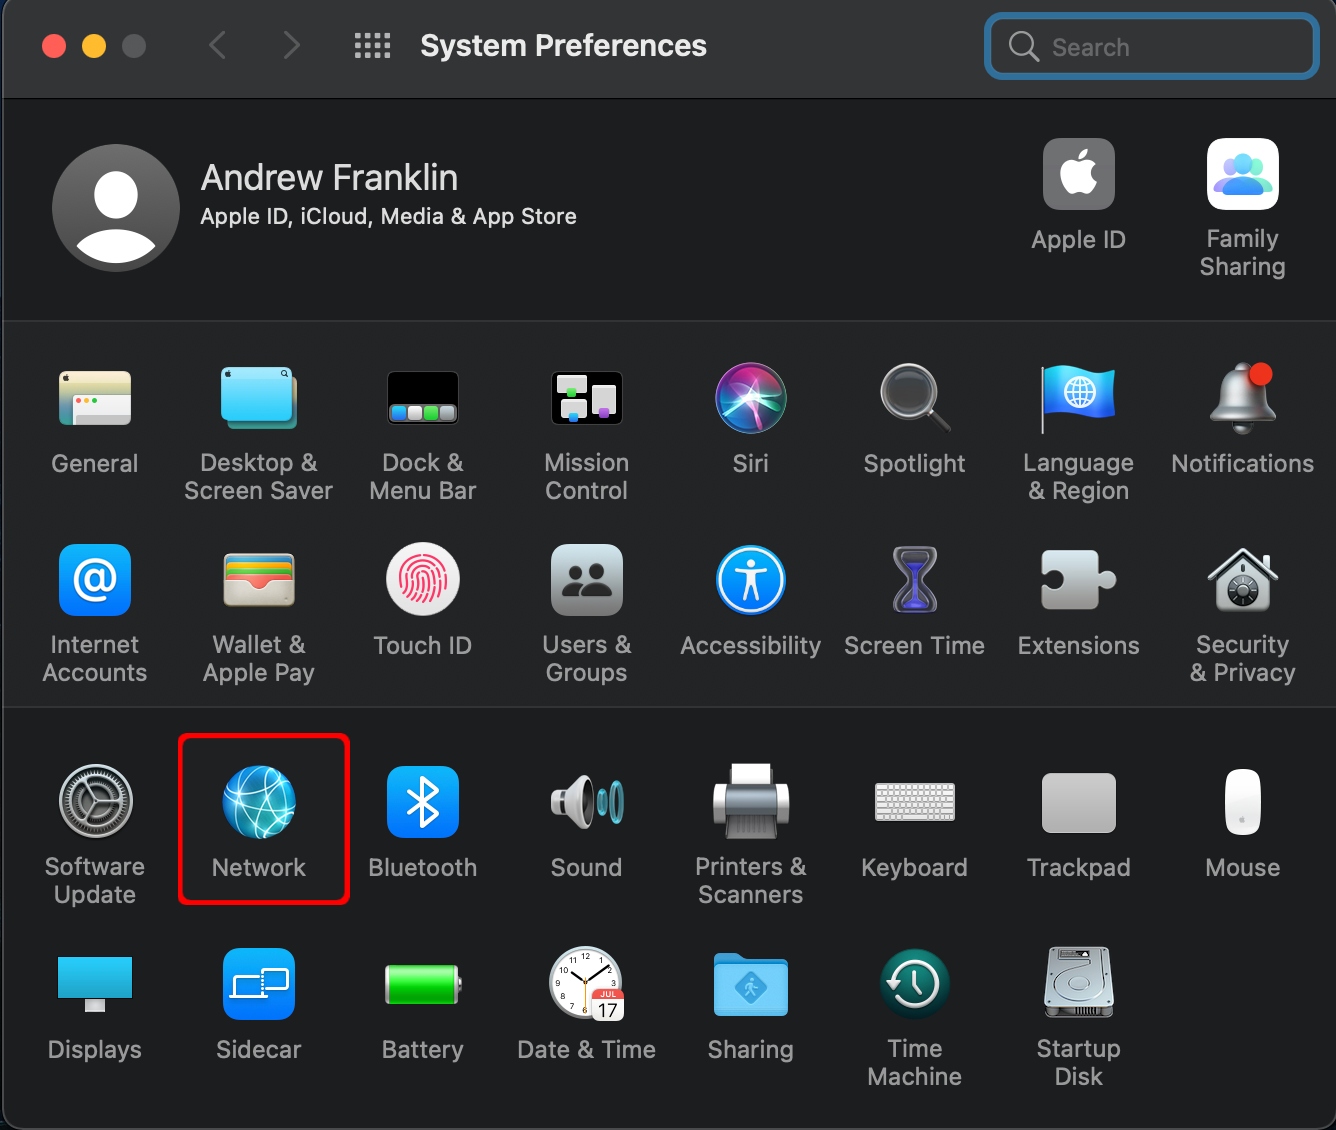 System Preferences
Search
Andrew Franklin
Apple ID, iCloud, Media & App Store
Apple ID
Family
Sharing
General
Desktop &
Screen Saver
Dock &
Menu Bar
Mission
Control
Siri
Spotlight
Language
& Region
Notifications
Internet
Accounts
Wallet &
Apple Pay
Touch ID
Users &
Groups
Accessibility
Screen Time
Extensions
Security
& Privacy
Software
Update
Network
Bluetooth
Sound
Printers &
Scanners
Keyboard
Trackpad
Mouse
Displays
Sidecar
Battery
JUL
17
Date & Time
Sharing
Time
Machine
Startup
Disk